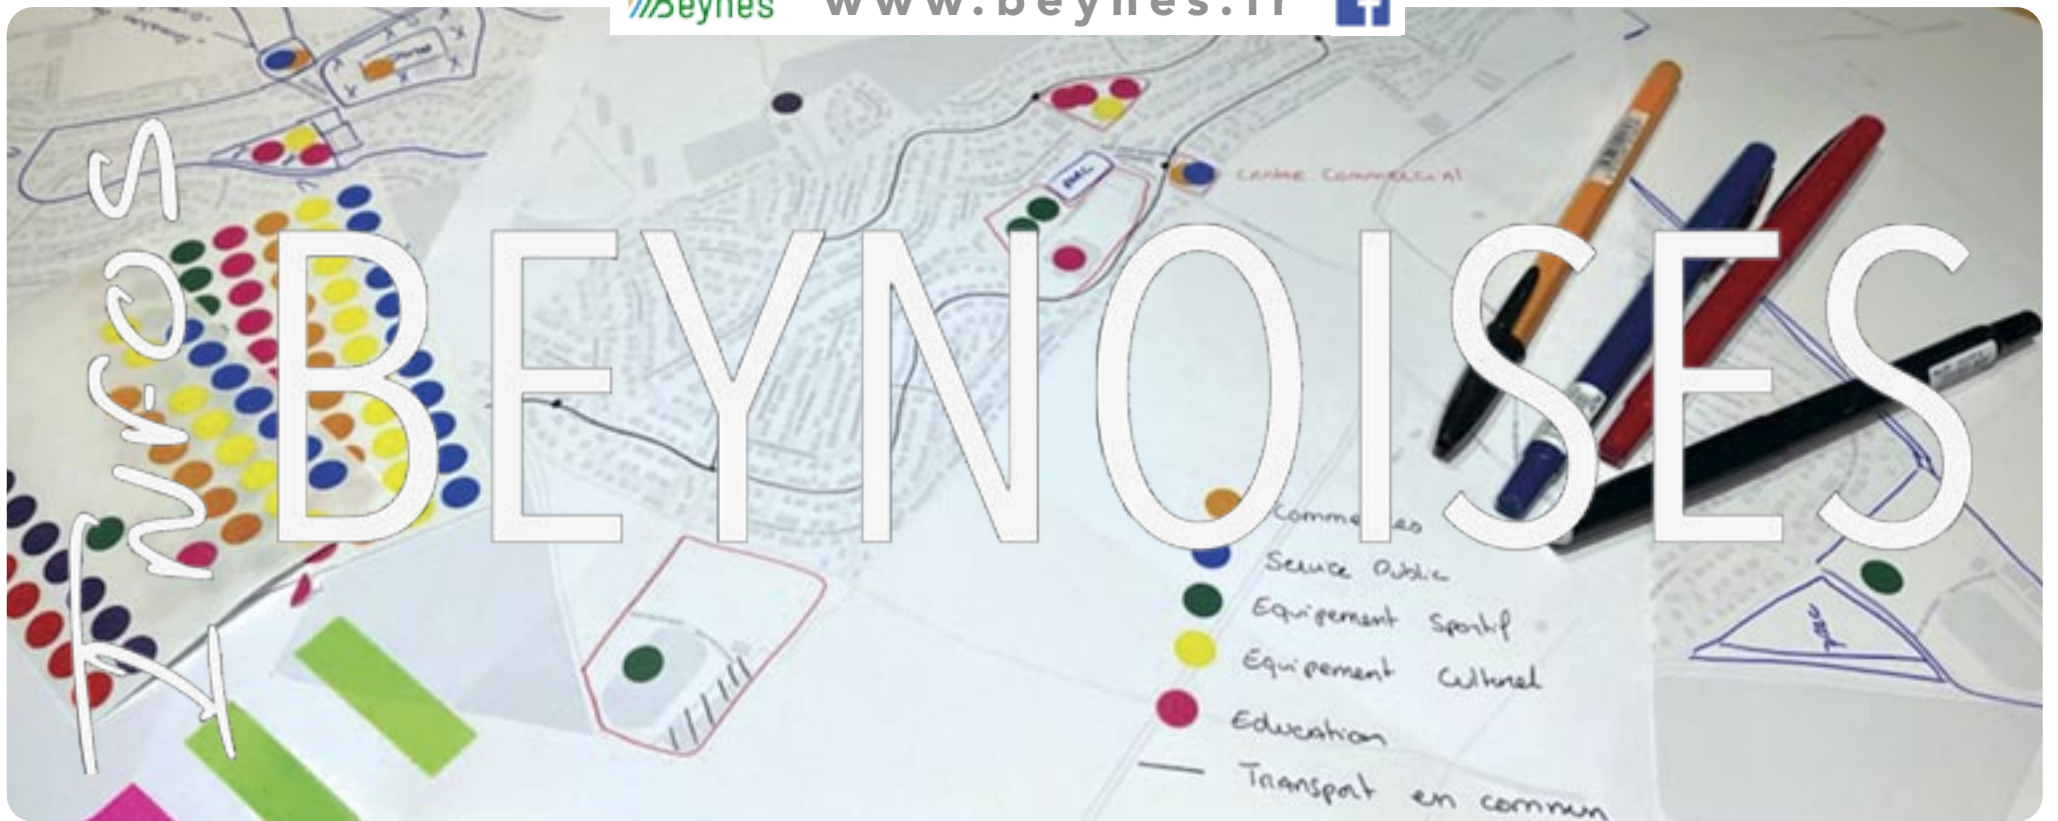 Beynes www.beynes.fr
Infos
BEYNOISES
Centre Commercial
parc
Commerces
Service Public
Equipement Sportif
Equipement Culturel
Education
Transport en commun